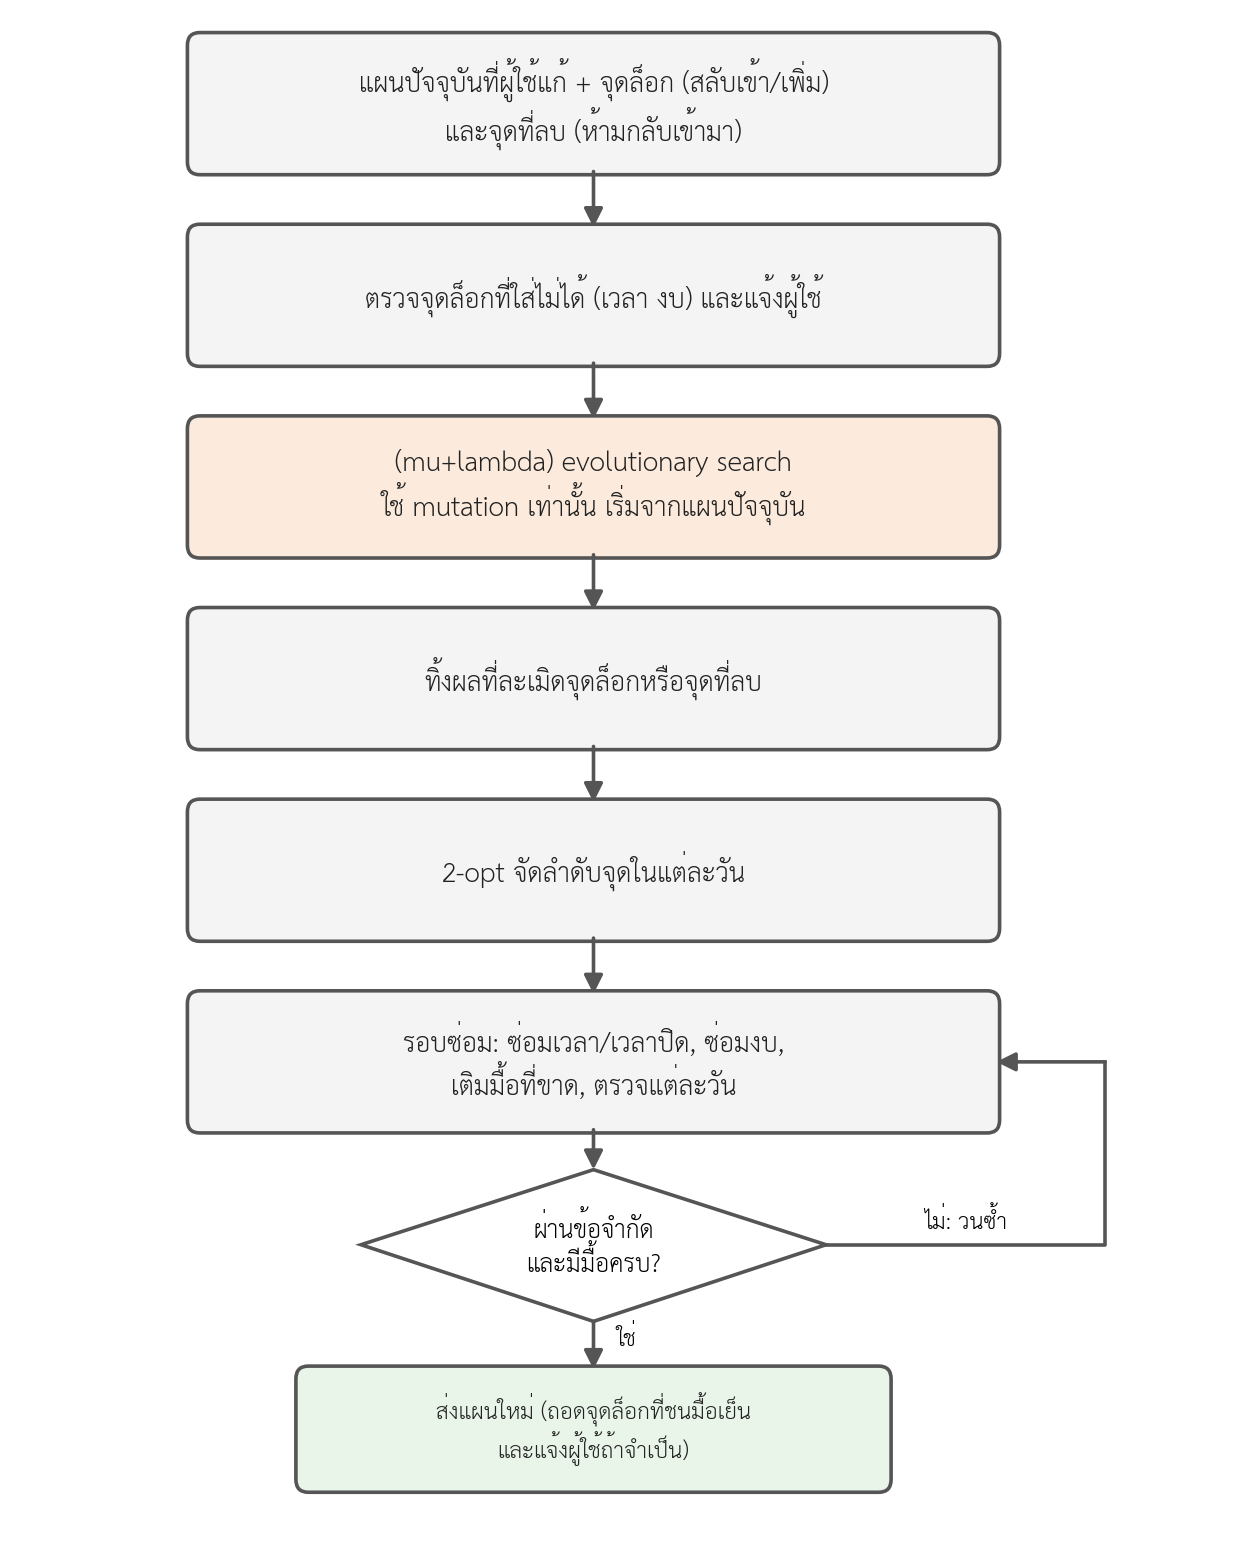 แผนปัจจุบันที่ผู้ใช้แก้ + จุดล็อก (สลับเข้า/เพิ่ม)
และจุดที่ลบ (ห้ามกลับเข้ามา)
ตรวจจุดล็อกที่ใส่ไม่ได้ (เวลา งบ) และแจ้งผู้ใช้
(mu+lambda) evolutionary search
ใช้ mutation เท่านั้น เริ่มจากแผนปัจจุบัน
ทิ้งผลที่ละเมิดจุดล็อกหรือจุดที่ลบ
2-opt จัดลำดับจุดในแต่ละวัน
รอบซ่อม: ซ่อมเวลา/เวลาปิด, ซ่อมงบ,
เติมมื้อที่ขาด, ตรวจแต่ละวัน
ผ่านข้อจำกัด
และมีมื้อครบ?
ไม่: วนซ้ำ
ใช่
ส่งแผนใหม่ (ถอดจุดล็อกที่ชนมื้อเย็น
และแจ้งผู้ใช้ถ้าจำเป็น)